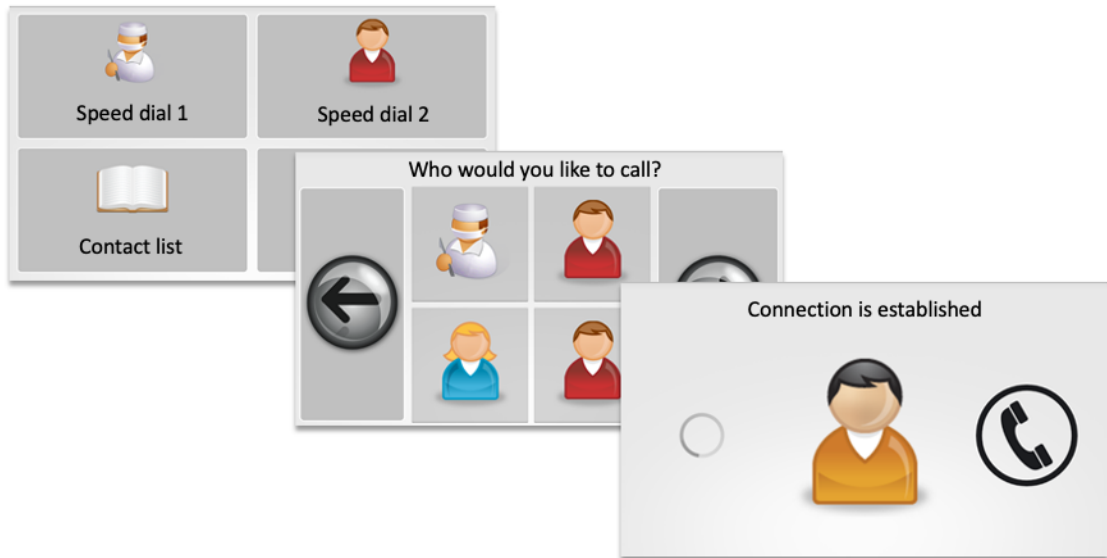 Speed dial 1
Speed dial 2
Contact list
Who would you like to call?
Connection is established